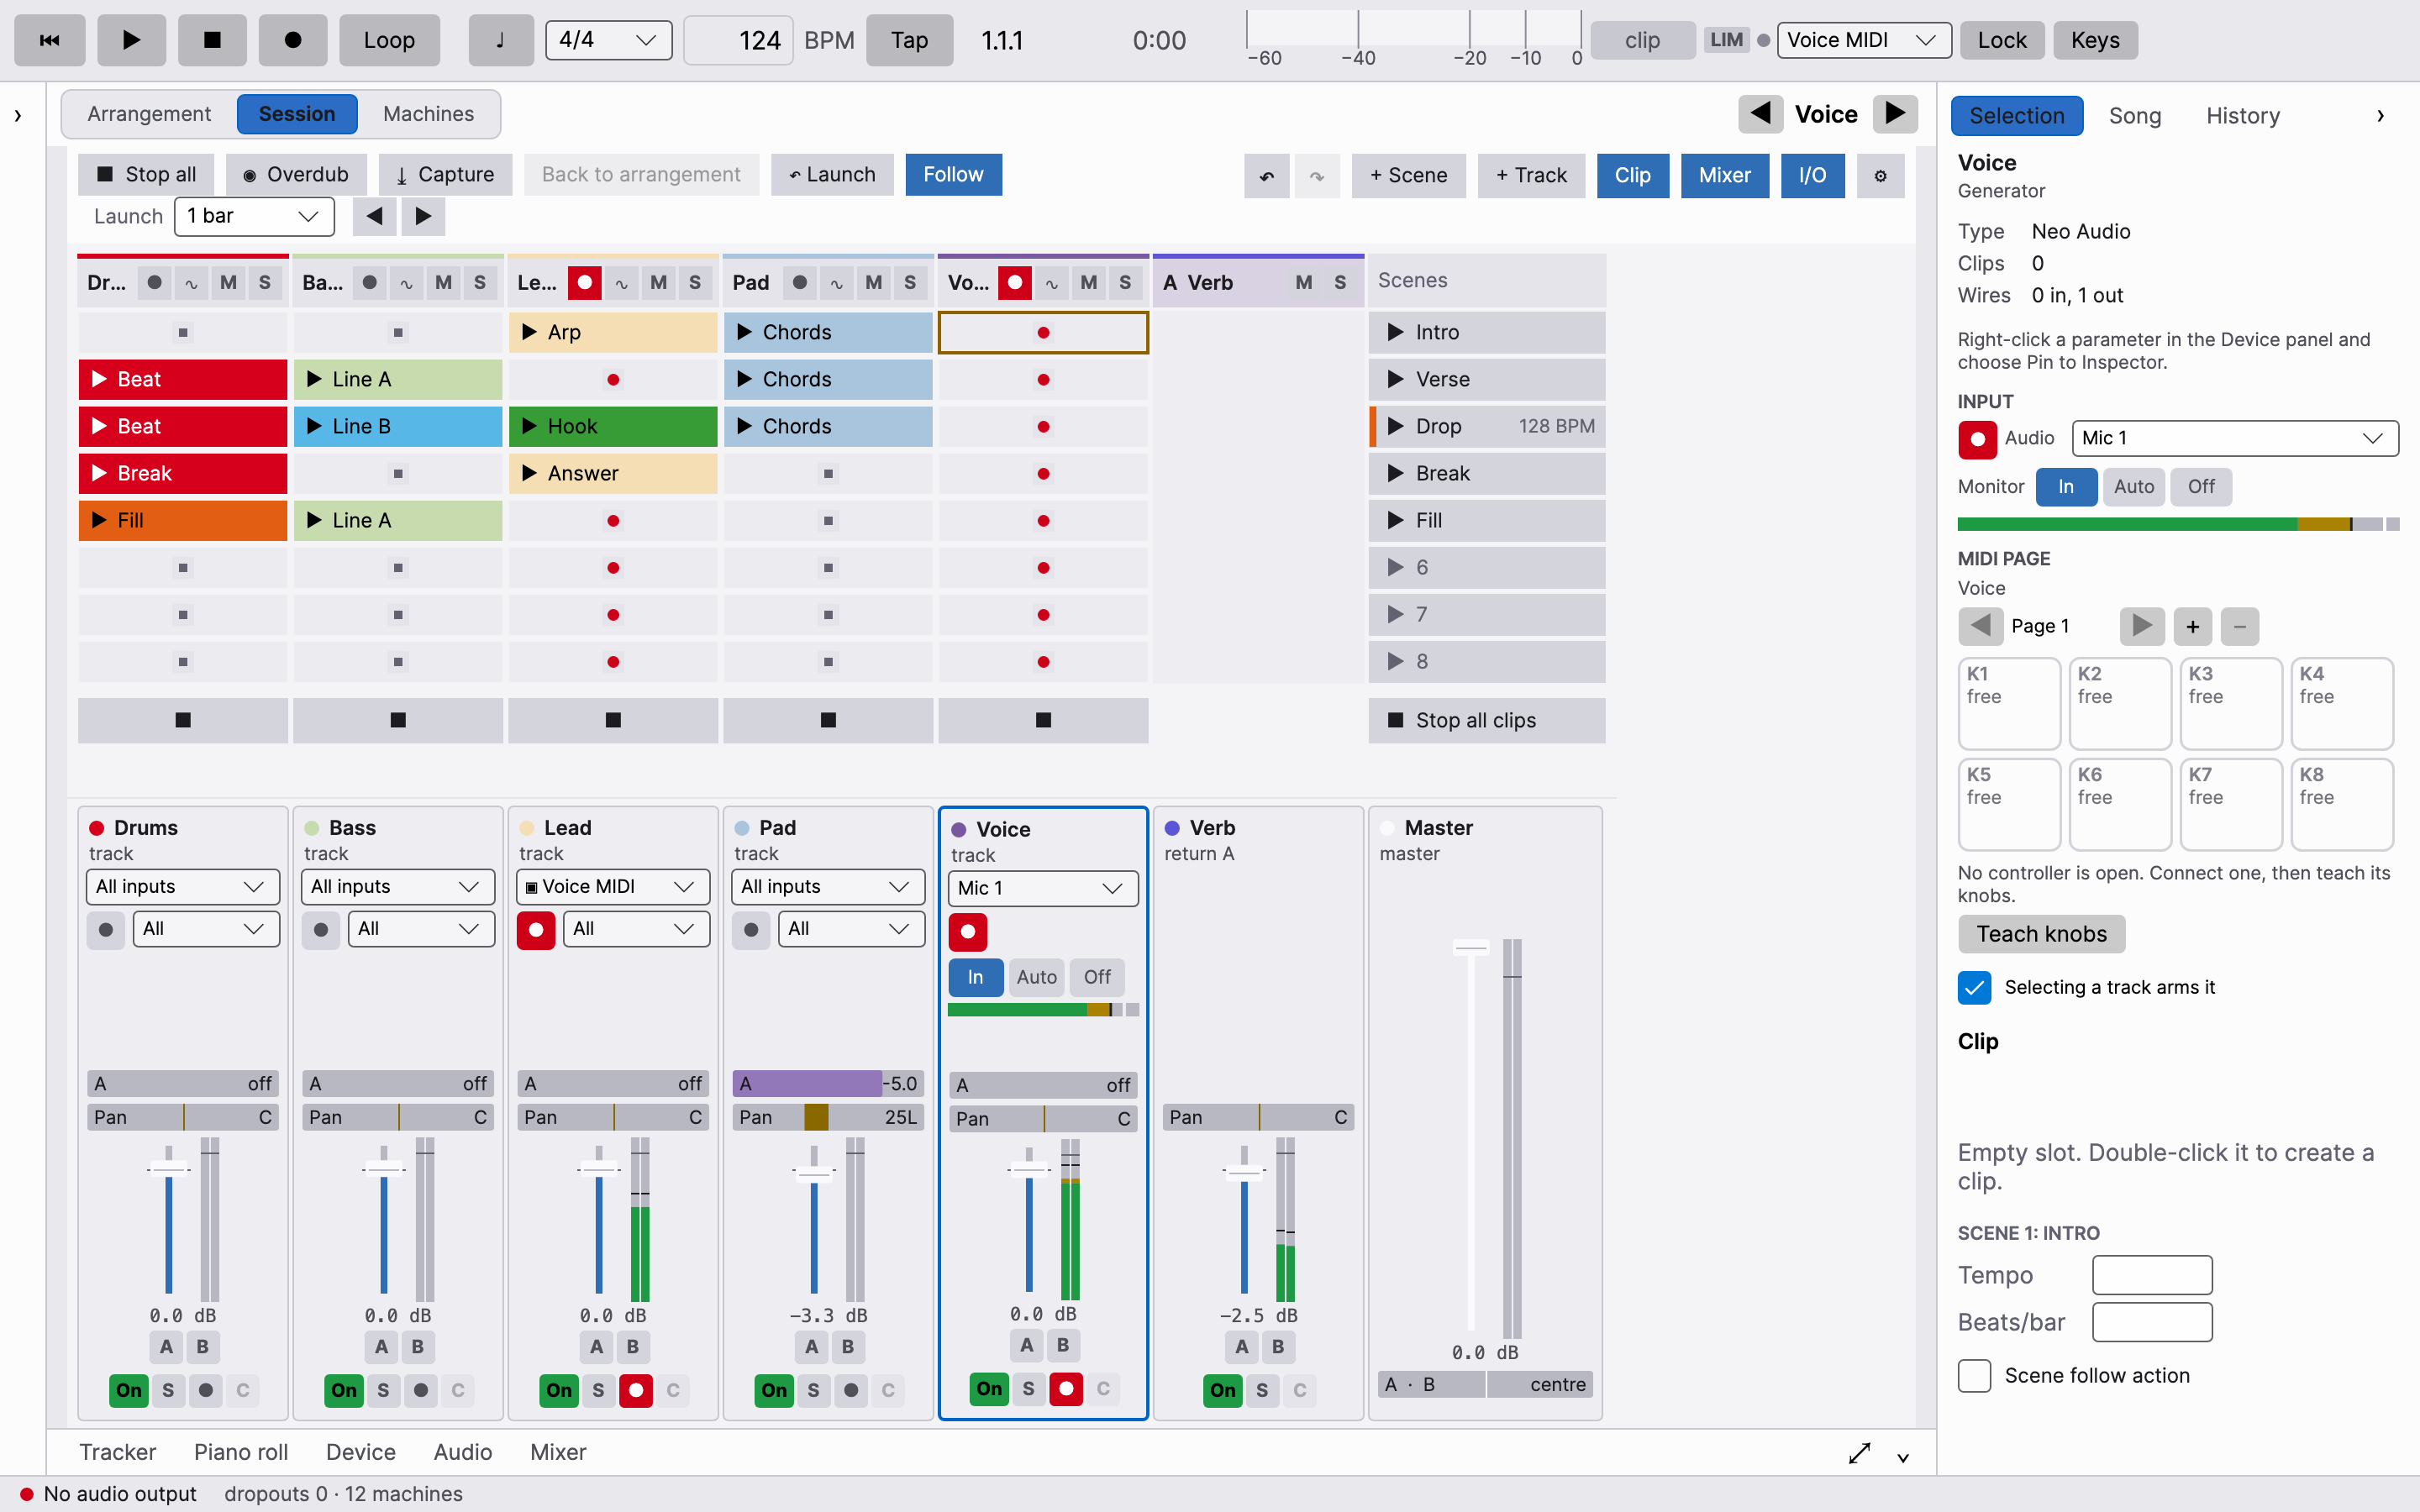 Loop
4/4
124 BPM
Tap
1.1.1
0:00
−60 −40 −20 −10 0
clip
LIM
Voice MIDI
Lock
Keys
Arrangement Session Machines
Voice
Stop all
Overdub
Capture
Back to arrangement
Launch
Follow
+ Scene
+ Track
Clip
Mixer
I/O
Launch 1 bar
Dr... M S
Ba... M S
Le... M S
Pad M S
Vo... M S
A Verb M S
Scenes
Arp Chords Intro
Beat Line A Chords Verse
Beat Line B Hook Chords Drop 128 BPM
Break Answer Break
Fill Line A Fill
6
7
8
Stop all clips
Drums Bass Lead Pad Voice Verb Master
track track track track track return A master
All inputs All inputs Voice MIDI All inputs Mic 1
All All All All
In Auto Off
A off A off A off A -5.0 A off
Pan C Pan C Pan C Pan 25L Pan C Pan C
0.0 dB 0.0 dB 0.0 dB −3.3 dB 0.0 dB −2.5 dB 0.0 dB
A B A B A B A B A B A B A · B centre
On S C On S C On S C On S C On S C On S C
Tracker Piano roll Device Audio Mixer
No audio output dropouts 0 · 12 machines
Selection Song History
Voice
Generator
Type Neo Audio
Clips 0
Wires 0 in, 1 out
Right-click a parameter in the Device panel and
choose Pin to Inspector.
INPUT
Audio Mic 1
Monitor In Auto Off
MIDI PAGE
Voice
Page 1 + −
K1 K2 K3 K4
free free free free
K5 K6 K7 K8
free free free free
No controller is open. Connect one, then teach its
knobs.
Teach knobs
Selecting a track arms it
Clip
Empty slot. Double-click it to create a
clip.
SCENE 1: INTRO
Tempo
Beats/bar
Scene follow action